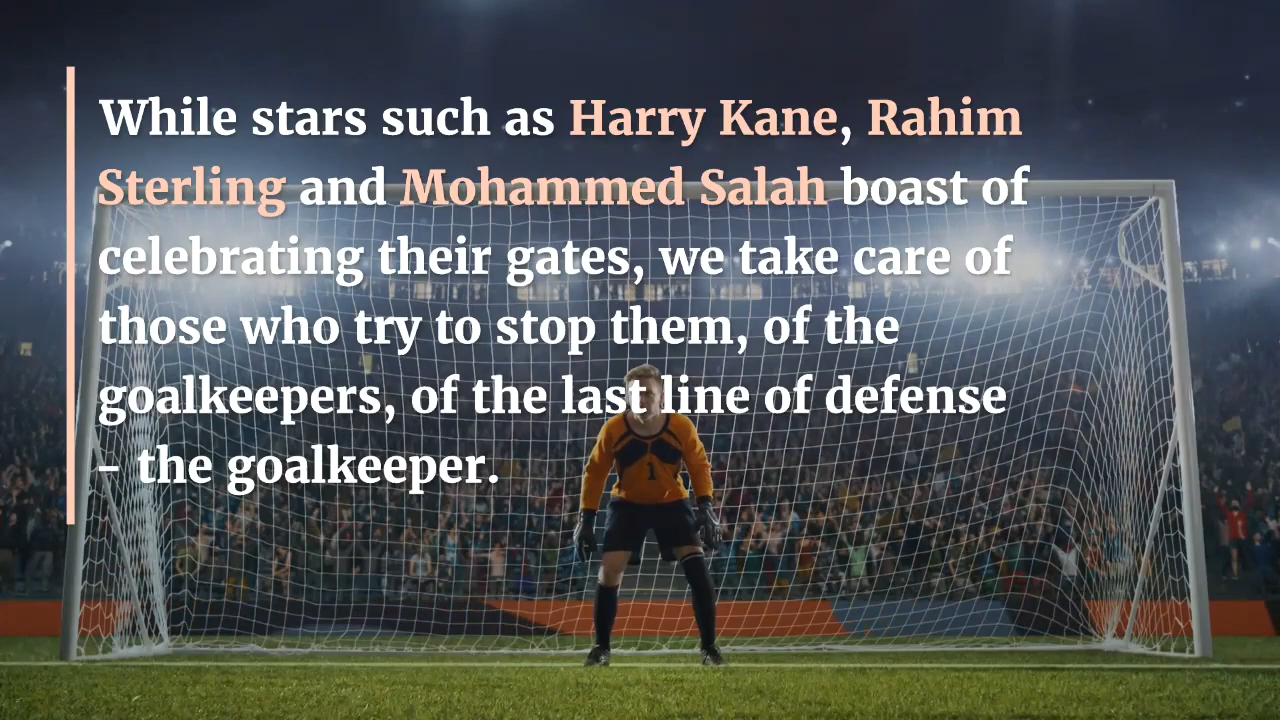 While stars such as Harry Kane, Rahim
Sterling and Mohammed Salah boast of
celebrating their gates, we take care of
those who try to stop them, of the
goalkeepers, of the last line of defense
– the goalkeeper.
1